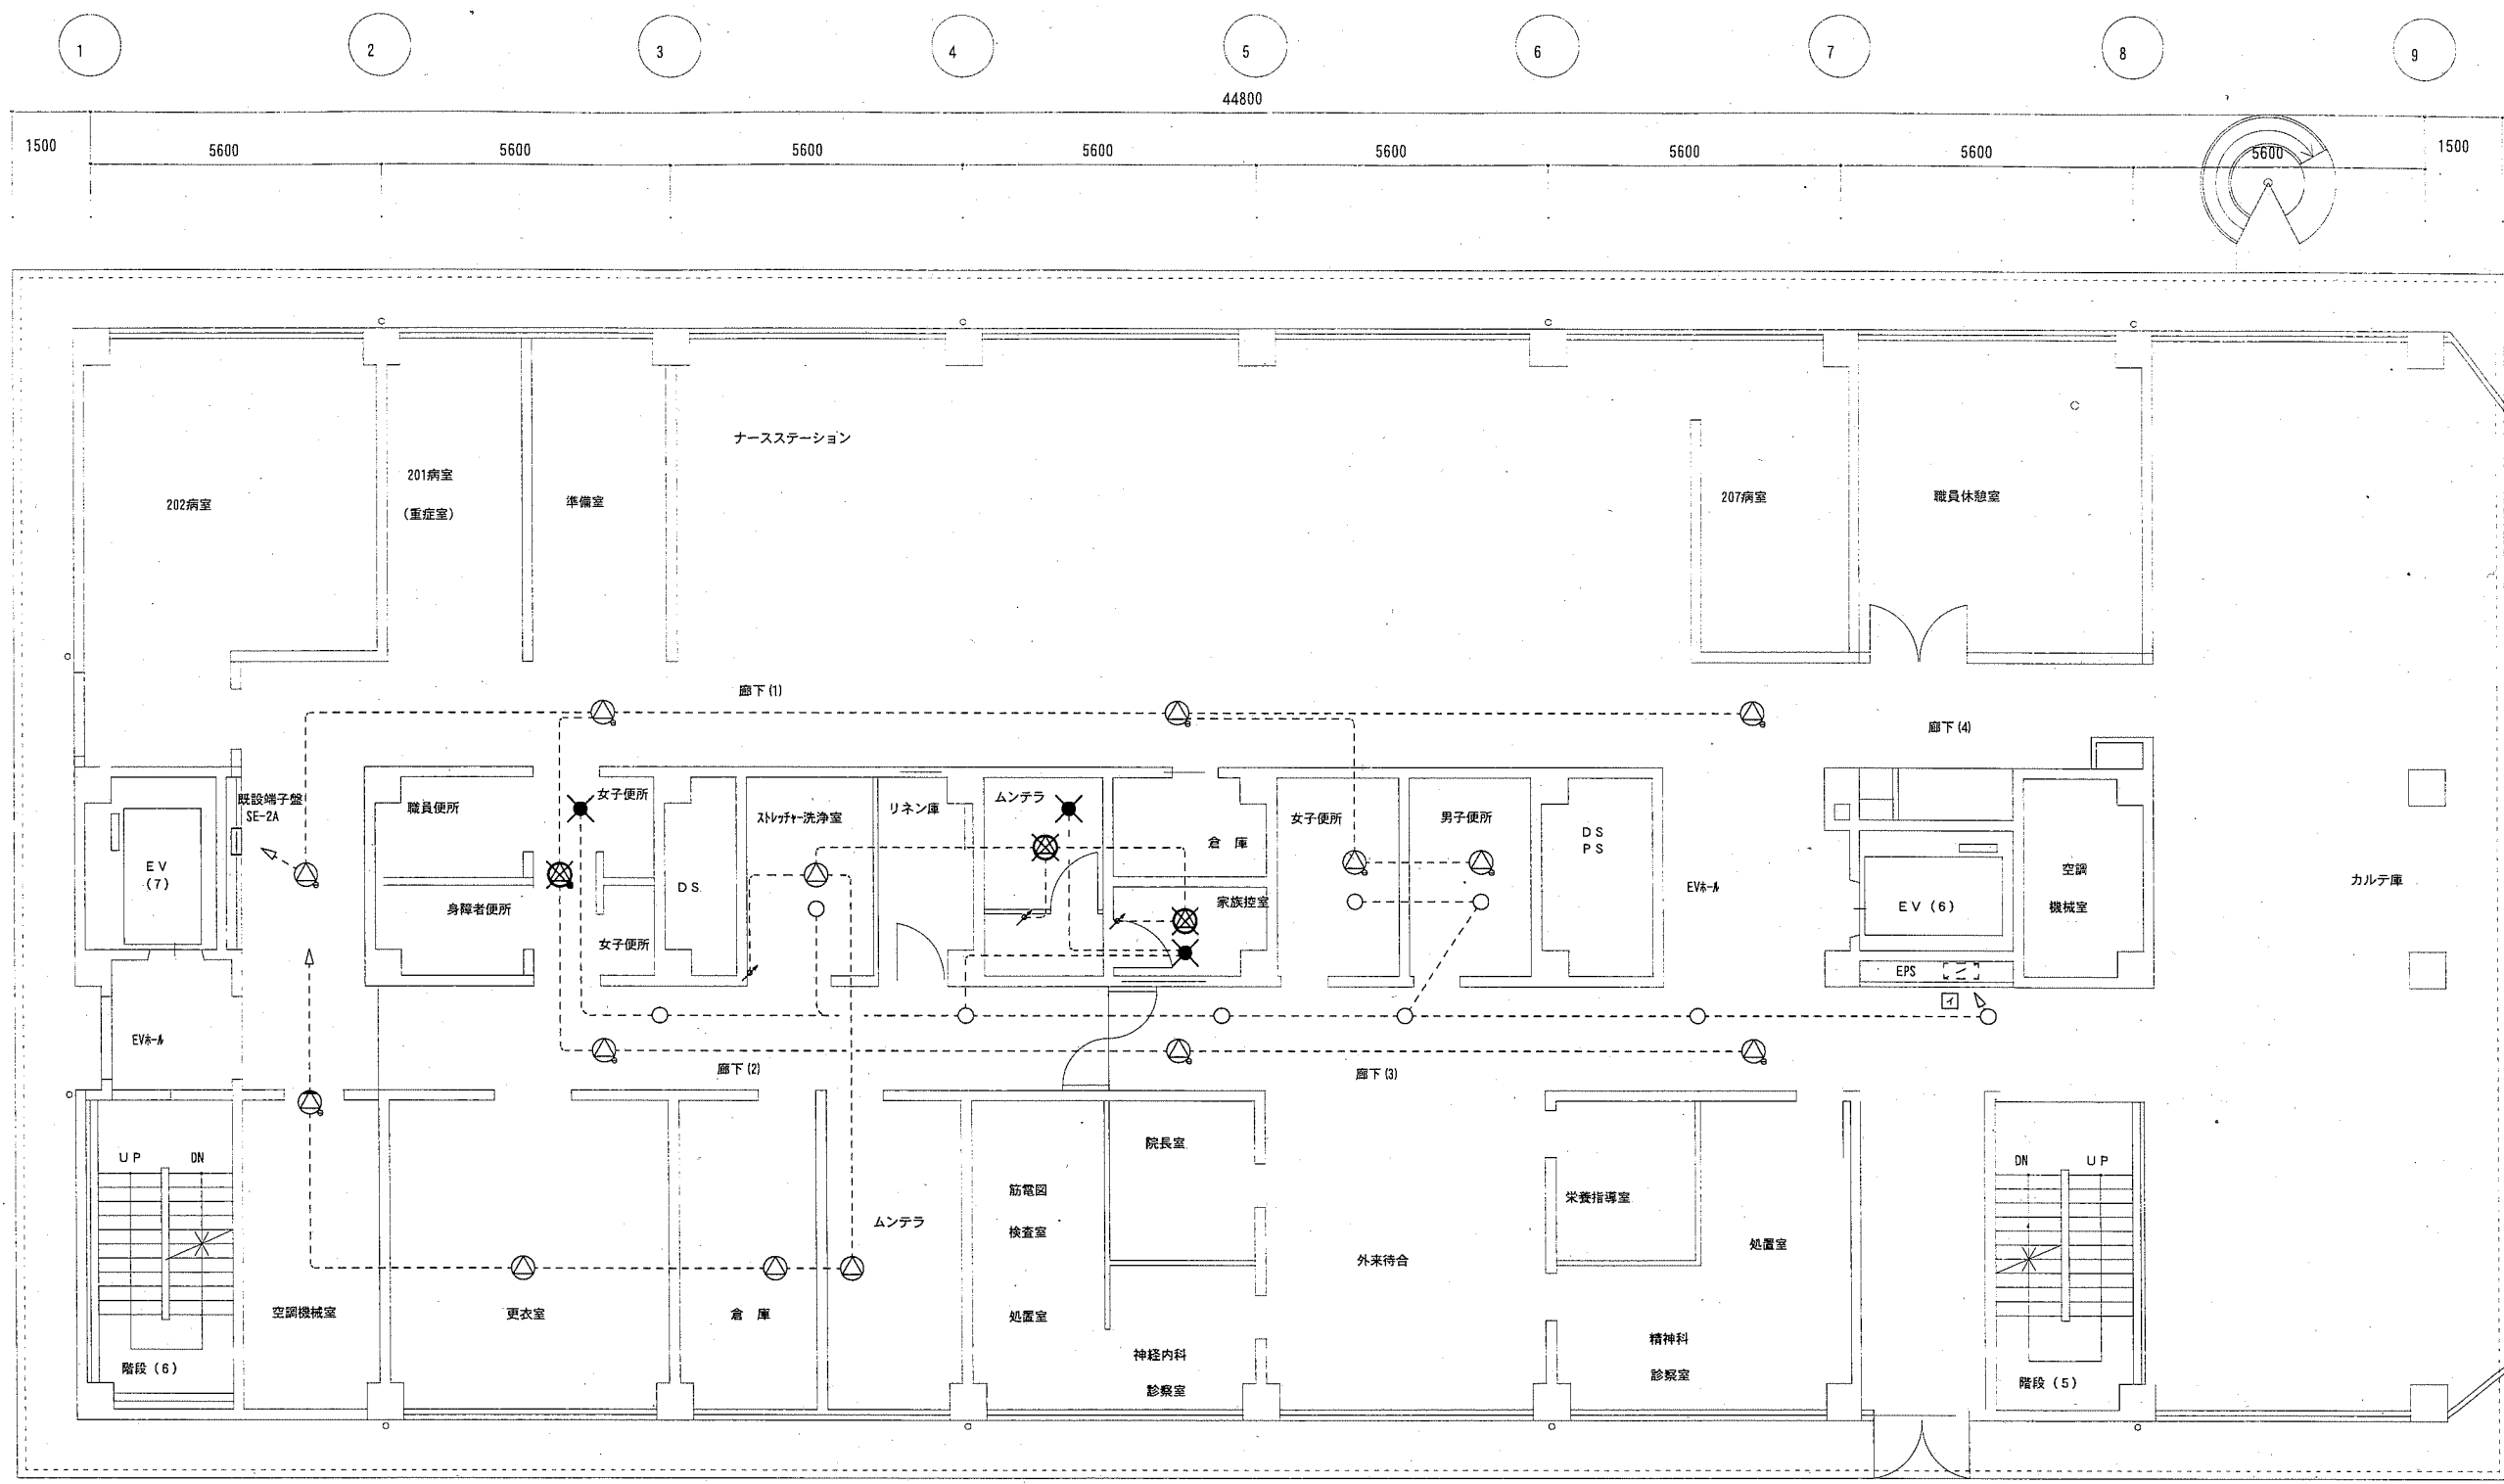 1
2
3
4
5
6
7
8
9
44800
1500
5600
5600
5600
5600
5600
5600
5600
5600
1500
ナースステーション
202病室
201病室
(重症室)
準備室
207病室
職員休憩室
廊下(1)
廊下(4)
既設端子盤
SE-2A
EV
(7)
職員便所
身障者便所
女子便所
女子便所
DS
ストレッチャー洗浄室
リネン庫
ムンテラ
倉 庫
家族控室
女子便所
男子便所
DS
PS
EVホール
EV(6)
空調
機械室
カルテ庫
EPS
イ
EVホール
廊下(2)
廊下(3)
UP
DN
階段(6)
空調機械室
更衣室
倉 庫
ムンテラ
筋電図
検査室
処置室
院長室
神経内科
診察室
外来待合
栄養指導室
処置室
精神科
診察室
DN
UP
階段(5)